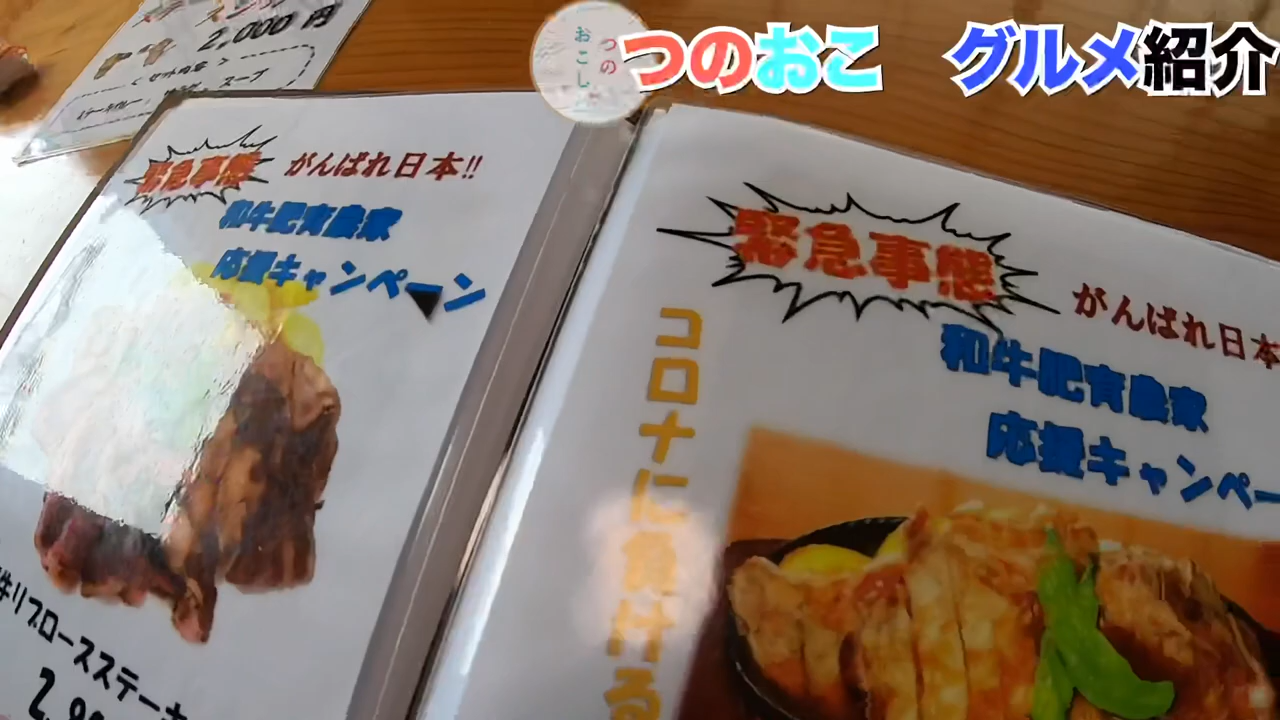 つのおこ グルメ紹介
つの
おこし
2,000円
スープ
緊急事態 がんばれ日本!!
和牛肥育農家
応援キャンペーン
牛リブロースステーキ
緊急事態 がんばれ日本
和牛肥育農家
応援キャンペー
コロナに負ける